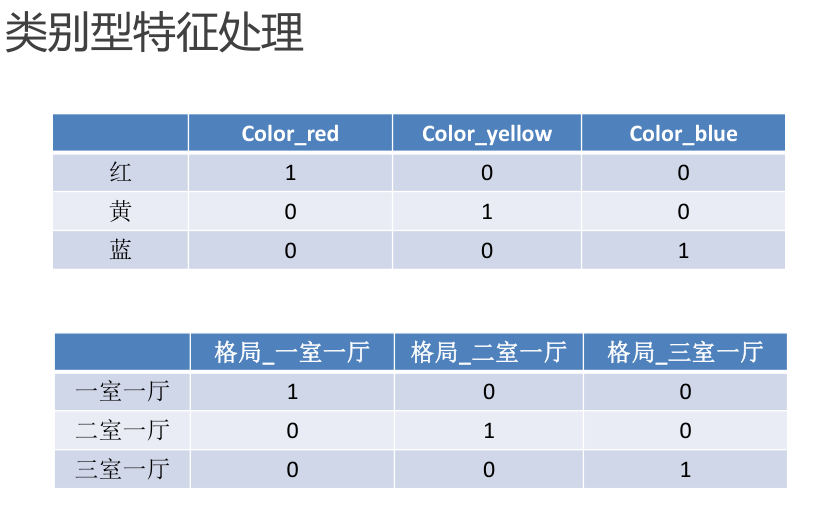 类别型特征处理
Color_red Color_yellow Color_blue
红 1 0 0
黄 0 1 0
蓝 0 0 1
格局_一室一厅 格局_二室一厅 格局_三室一厅
一室一厅 1 0 0
二室一厅 0 1 0
三室一厅 0 0 1